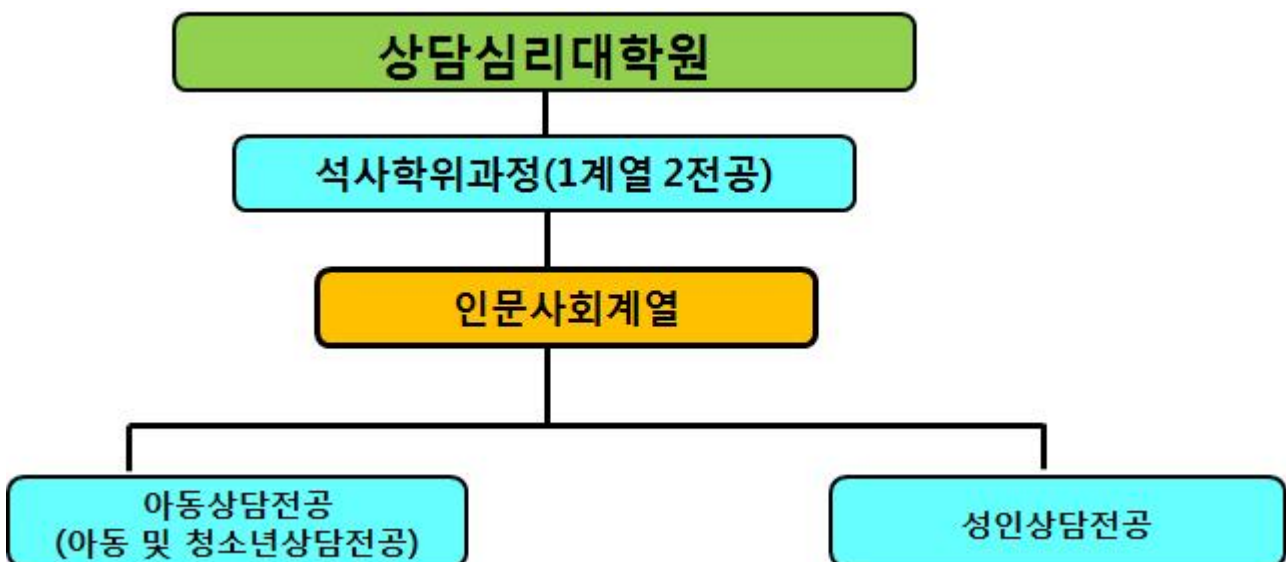 상담심리대학원
석사학위과정(1계열 2전공)
인문사회계열
아동상담전공
(아동 및 청소년상담전공)
성인상담전공